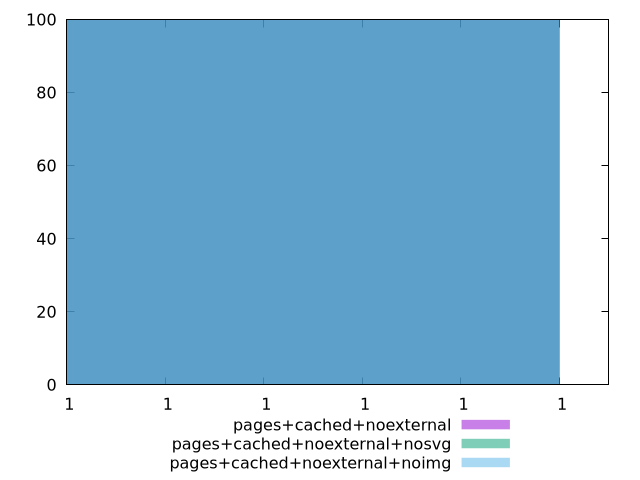 100
80
60
40
20
0
1 1 1 1 1 1
pages+cached+noexternal
pages+cached+noexternal+nosvg
pages+cached+noexternal+noimg